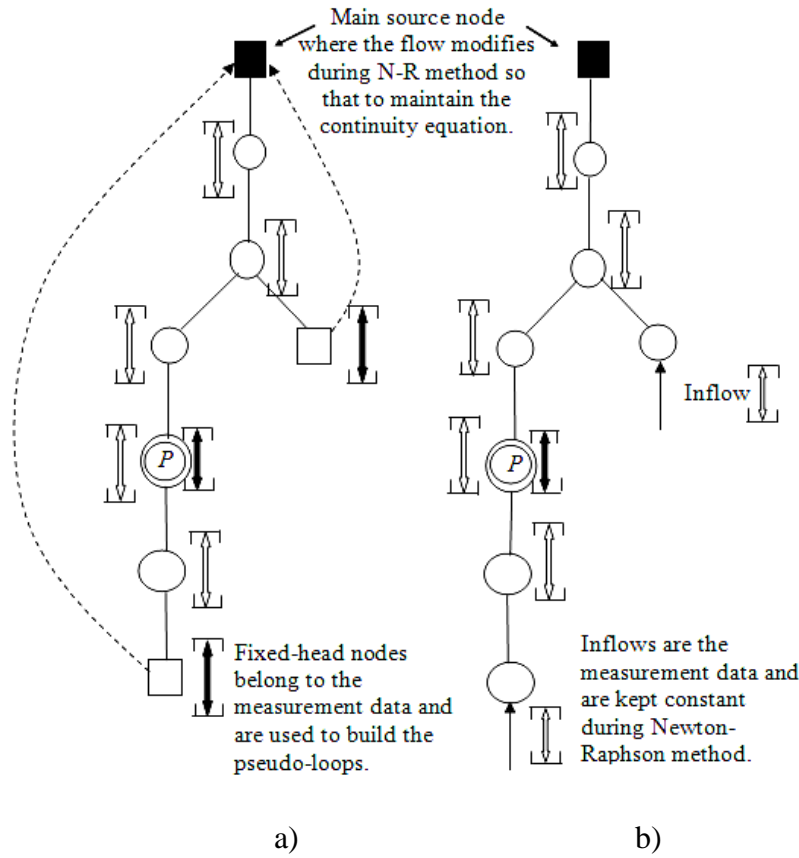 Main source node
where the flow modifies
during N-R method so
that to maintain the
continuity equation.
Inflow
P
P
Fixed-head nodes
belong to the
measurement data and
are used to build the
pseudo-loops.
Inflows are the
measurement data and
are kept constant
during Newton-
Raphson method.
a)
b)